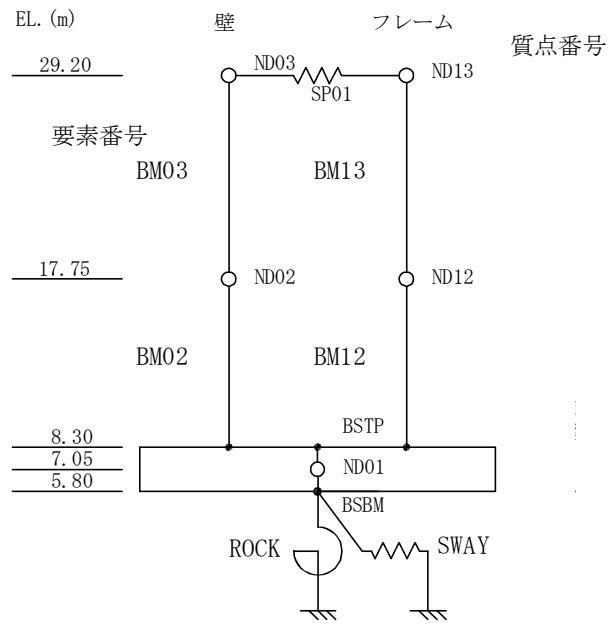 EL.(m)
壁
フレーム
質点番号
29.20
ND03
ND13
SP01
要素番号
BM03
BM13
17.75
ND02
ND12
BM02
BM12
8.30
BSTP
7.05
ND01
5.80
BSBM
ROCK
SWAY